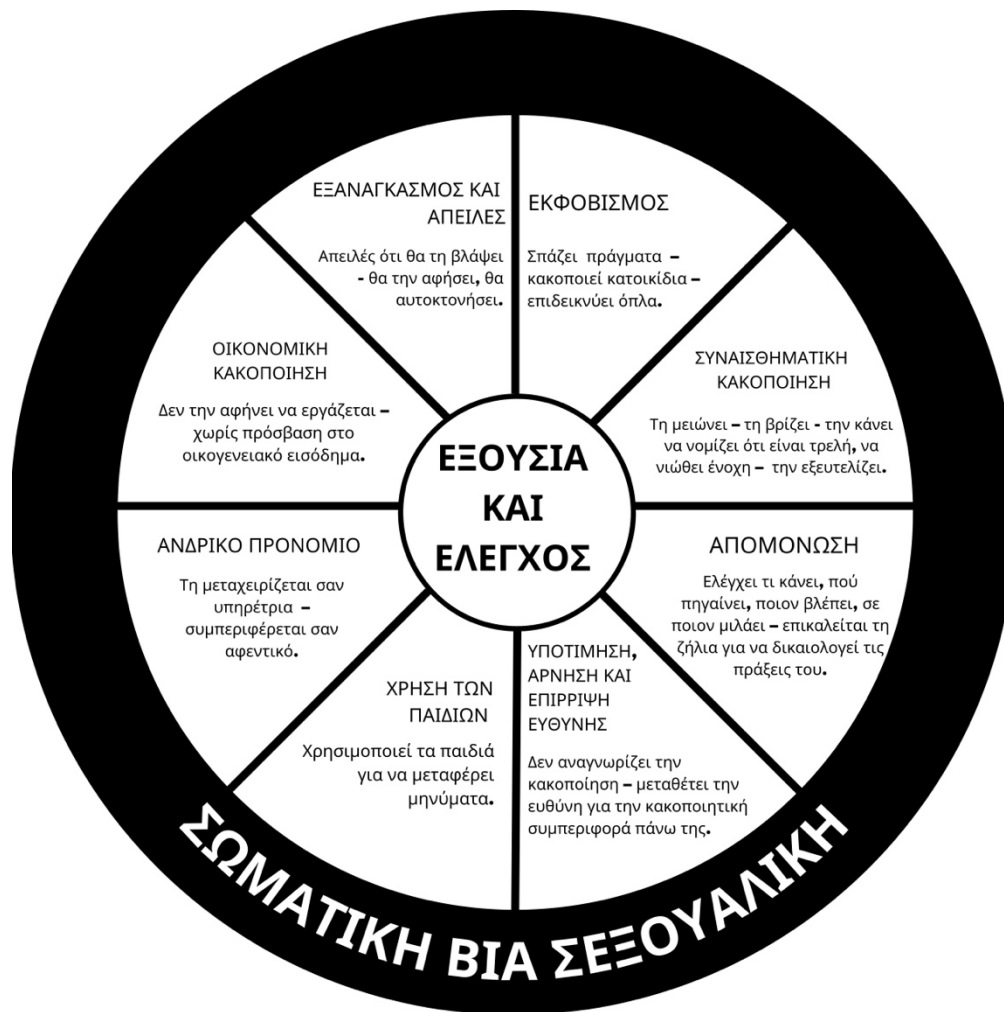 ΕΞΑΝΑΓΚΑΣΜΟΣ ΚΑΙ
ΑΠΕΙΛΕΣ
Απειλές ότι θα τη βλάψει
- θα την αφήσει, θα
αυτοκτονήσει.
ΕΚΦΟΒΙΣΜΟΣ
Σπάζει πράγματα –
κακοποιεί κατοικίδια –
επιδεικνύει όπλα.
ΟΙΚΟΝΟΜΙΚΗ
ΚΑΚΟΠΟΙΗΣΗ
Δεν την αφήνει να εργάζεται –
χωρίς πρόσβαση στο
οικογενειακό εισόδημα.
ΣΥΝΑΙΣΘΗΜΑΤΙΚΗ
ΚΑΚΟΠΟΙΗΣΗ
Τη μειώνει – τη βρίζει - την κάνει
να νομίζει ότι είναι τρελή, να
νιώθει ένοχη – την εξευτελίζει.
ΕΞΟΥΣΙΑ
ΚΑΙ
ΕΛΕΓΧΟΣ
ΑΝΔΡΙΚΟ ΠΡΟΝΟΜΙΟ
Τη μεταχειρίζεται σαν
υπηρέτρια –
συμπεριφέρεται σαν
αφεντικό.
ΑΠΟΜΟΝΩΣΗ
Ελέγχει τι κάνει, πού
πηγαίνει, ποιον βλέπει, σε
ποιον μιλάει – επικαλείται τη
ζήλια για να δικαιολογεί τις
πράξεις του.
ΧΡΗΣΗ ΤΩΝ
ΠΑΙΔΙΩΝ
Χρησιμοποιεί τα παιδιά
για να μεταφέρει
μηνύματα.
ΥΠΟΤΙΜΗΣΗ,
ΑΡΝΗΣΗ ΚΑΙ
ΕΠΙΡΡΙΨΗ
ΕΥΘΥΝΗΣ
Δεν αναγνωρίζει την
κακοποίηση – μεταθέτει την
ευθύνη για την κακοποιητική
συμπεριφορά πάνω της.
ΣΩΜΑΤΙΚΗ ΒΙΑ ΣΕΞΟΥΑΛΙΚΗ